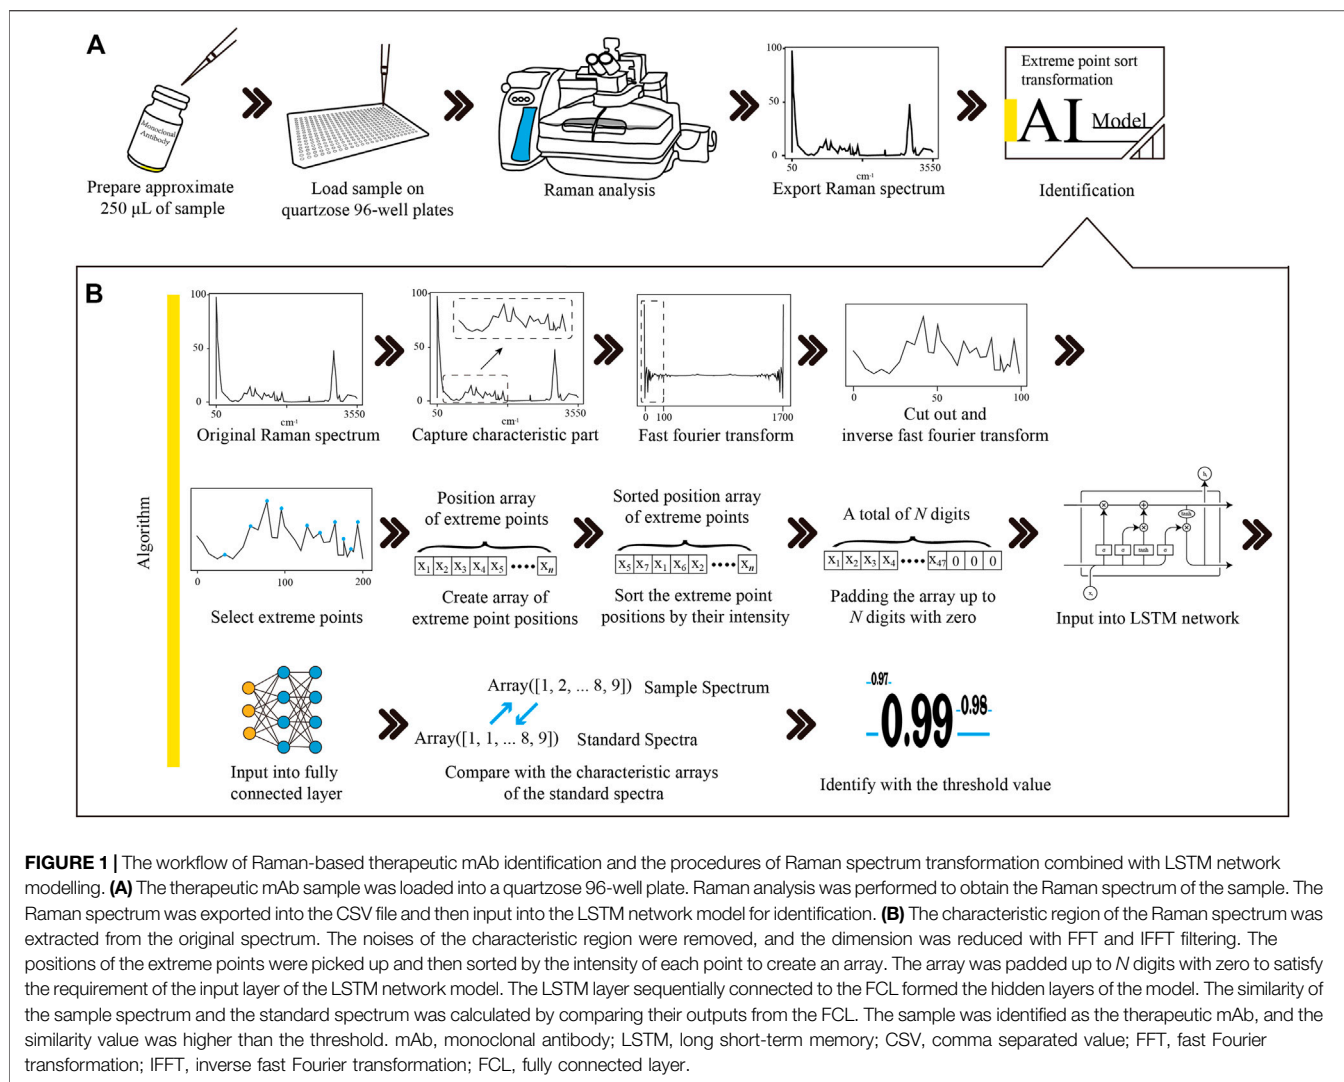 A
Monoclonal
Antibody
Prepare approximate
250 μL of sample
Load sample on
quartzose 96-well plates
Raman analysis
100
50
0
50
3550
cm-1
Export Raman spectrum
Extreme point sort
transformation
AI Model
Identification
B
Algorithm
100
50
0
50
3550
cm-1
Original Raman spectrum
100
50
0
50
3550
cm-1
Capture characteristic part
0 100 1700
Fast fourier transform
0 50 100
Cut out and
inverse fast fourier transform
0 100 200
Select extreme points
Position array
of extreme points
X1 X2 X3 X4 X5 •••• Xn
Create array of
extreme point positions
Sorted position array
of extreme points
X5 X7 X1 X6 X2 •••• Xn
Sort the extreme point
positions by their intensity
A total of N digits
X1 X2 X3 X4 •••• X47 0 0 0
Padding the array up to
N digits with zero
tanh
σ σ tanh σ
Input into LSTM network
Input into fully
connected layer
Array([1, 2, ... 8, 9]) Sample Spectrum
Array([1, 1, ... 8, 9]) Standard Spectra
Compare with the characteristic arrays
of the standard spectra
0.97
0.99
0.98
Identify with the threshold value
FIGURE 1 | The workflow of Raman-based therapeutic mAb identification and the procedures of Raman spectrum transformation combined with LSTM network
modelling. (A) The therapeutic mAb sample was loaded into a quartzose 96-well plate. Raman analysis was performed to obtain the Raman spectrum of the sample. The
Raman spectrum was exported into the CSV file and then input into the LSTM network model for identification. (B) The characteristic region of the Raman spectrum was
extracted from the original spectrum. The noises of the characteristic region were removed, and the dimension was reduced with FFT and IFFT filtering. The
positions of the extreme points were picked up and then sorted by the intensity of each point to create an array. The array was padded up to N digits with zero to satisfy
the requirement of the input layer of the LSTM network model. The LSTM layer sequentially connected to the FCL formed the hidden layers of the model. The similarity of
the sample spectrum and the standard spectrum was calculated by comparing their outputs from the FCL. The sample was identified as the therapeutic mAb, and the
similarity value was higher than the threshold. mAb, monoclonal antibody; LSTM, long short-term memory; CSV, comma separated value; FFT, fast Fourier
transformation; IFFT, inverse fast Fourier transformation; FCL, fully connected layer.